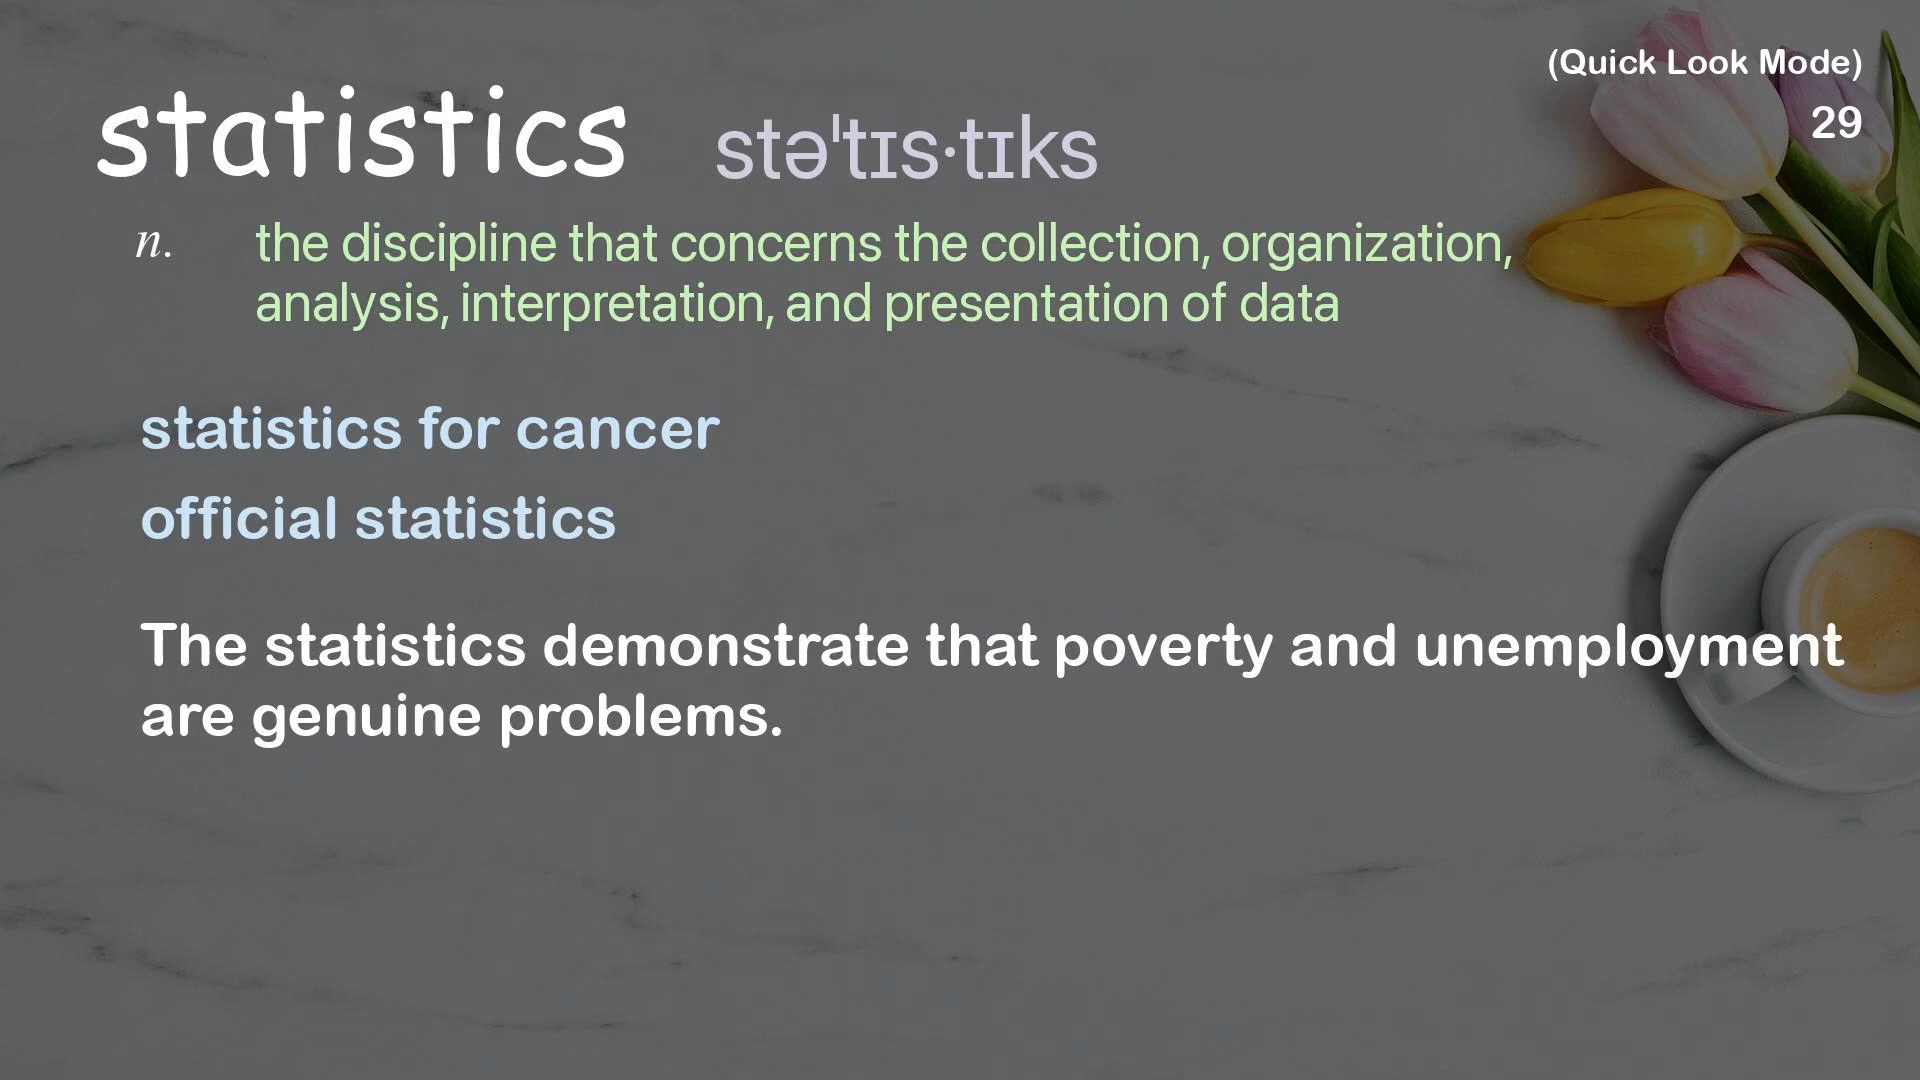 (Quick Look Mode)
29
statistics stəˈtɪs·tɪks
n. the discipline that concerns the collection, organization,
analysis, interpretation, and presentation of data
statistics for cancer
official statistics
The statistics demonstrate that poverty and unemployment
are genuine problems.